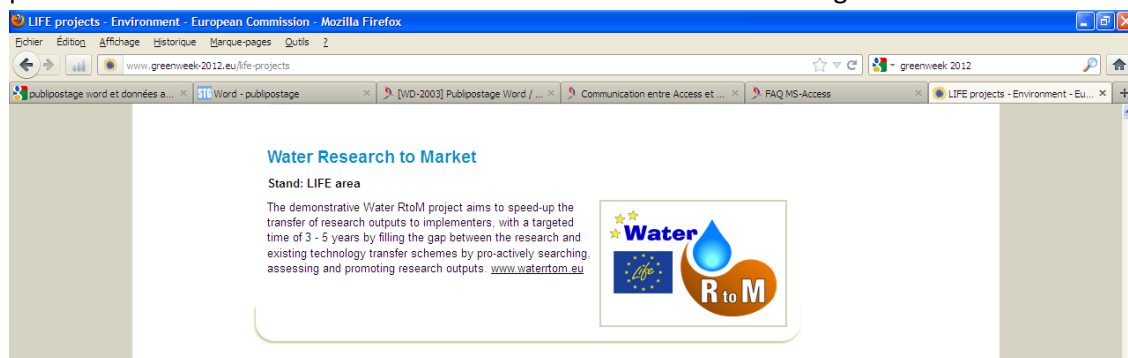 LIFE projects - Environment - European Commission - Mozilla Firefox
Fichier Édition Affichage Historique Marque-pages Outils ?
www.greenweek-2012.eu/life-projects greenweek 2012
publipostage word et données a... STE Word - publipostage [WD-2003] Publipostage Word / ... Communication entre Access et ... FAQ MS-Access LIFE projects - Environment - Eu...
Water Research to Market
Stand: LIFE area
The demonstrative Water RtoM project aims to speed-up the
transfer of research outputs to implementers, with a targeted
time of 3 - 5 years by filling the gap between the research and
existing technology transfer schemes by pro-actively searching,
assessing and promoting research outputs. www.waterrtom.eu
Water
Life
R to M